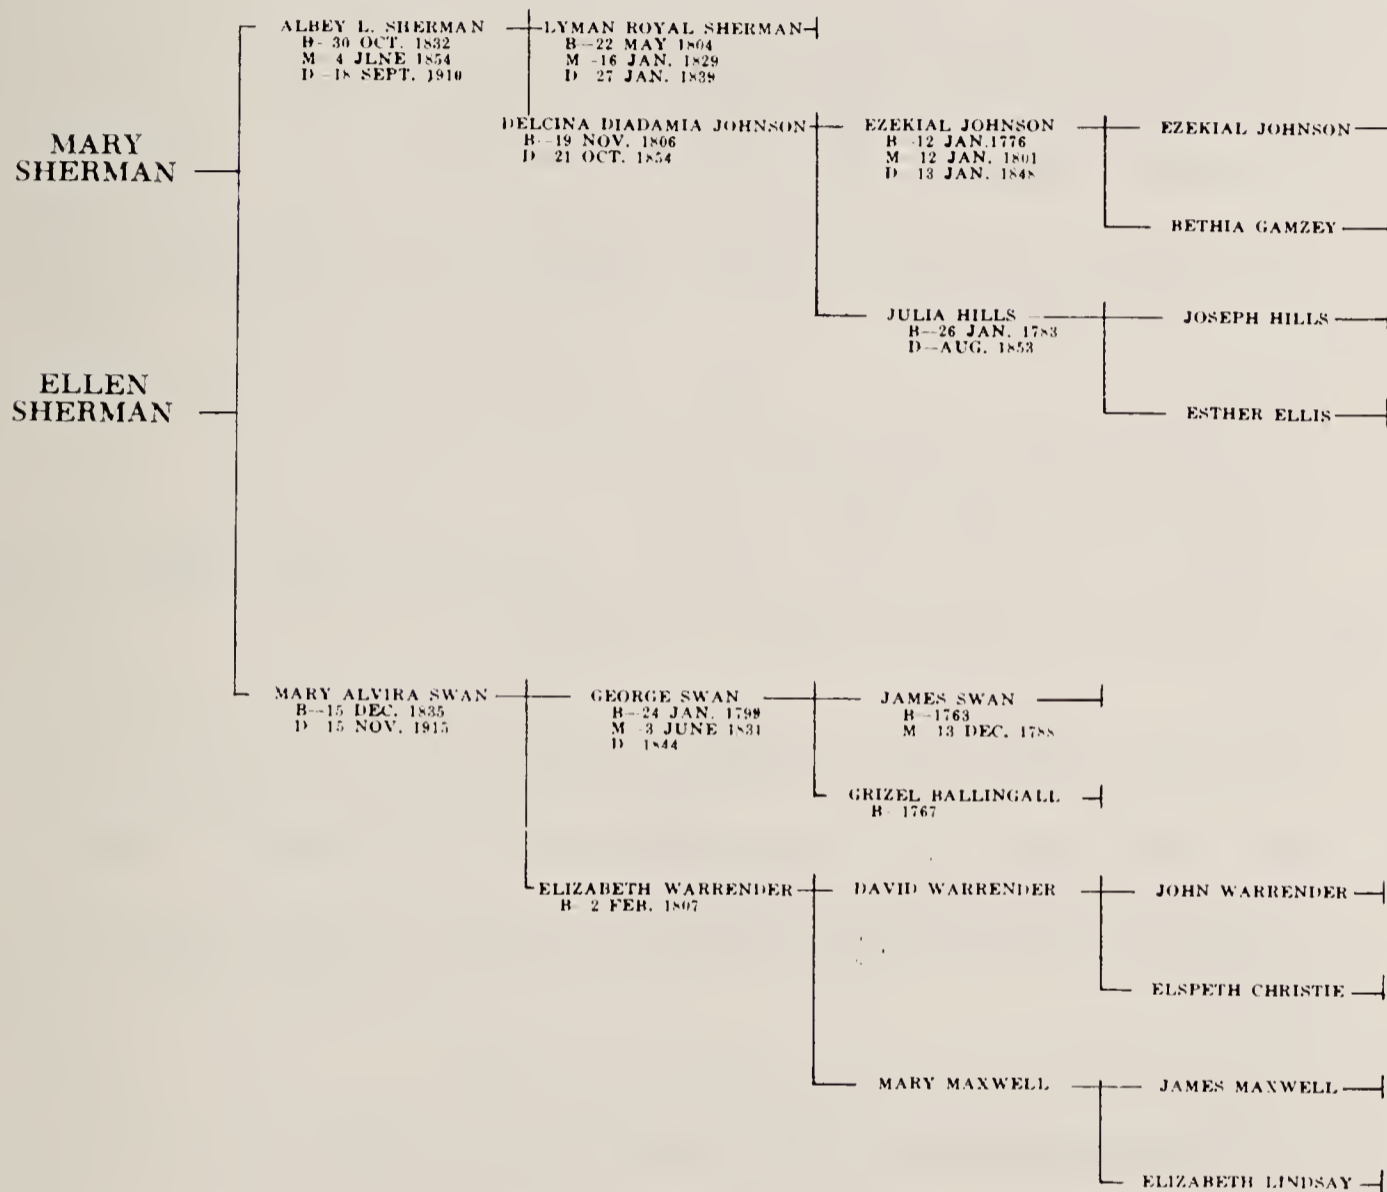 ALBEY L. SHERMAN
B- 30 OCT. 1832
M 4 JUNE 1854
D -18 SEPT. 1910
LYMAN ROYAL SHERMAN
B--22 MAY 1804
M -16 JAN. 1829
D 27 JAN. 1839
DELCINA DIADAMIA JOHNSON
B--19 NOV. 1806
D 21 OCT. 1854
EZEKIAL JOHNSON
B -12 JAN.1776
M 12 JAN. 1801
D 13 JAN. 1848
EZEKIAL JOHNSON
MARY
SHERMAN
BETHIA GAMZEY
JULIA HILLS
B--26 JAN. 1783
D--AUG. 1853
JOSEPH HILLS
ELLEN
SHERMAN
ESTHER ELLIS
MARY ALVIRA SWAN
B--15 DEC. 1835
D 15 NOV. 1915
GEORGE SWAN
B--24 JAN. 1799
M -3 JUNE 1831
D 1844
JAMES SWAN
B -1763
M 13 DEC. 1788
GRIZEL BALLINGALL
B- 1767
ELIZABETH WARRENDER
B- 2 FEB. 1807
DAVID WARRENDER
JOHN WARRENDER
ELSPETH CHRISTIE
MARY MAXWELL
JAMES MAXWELL
ELIZABETH LINDSAY